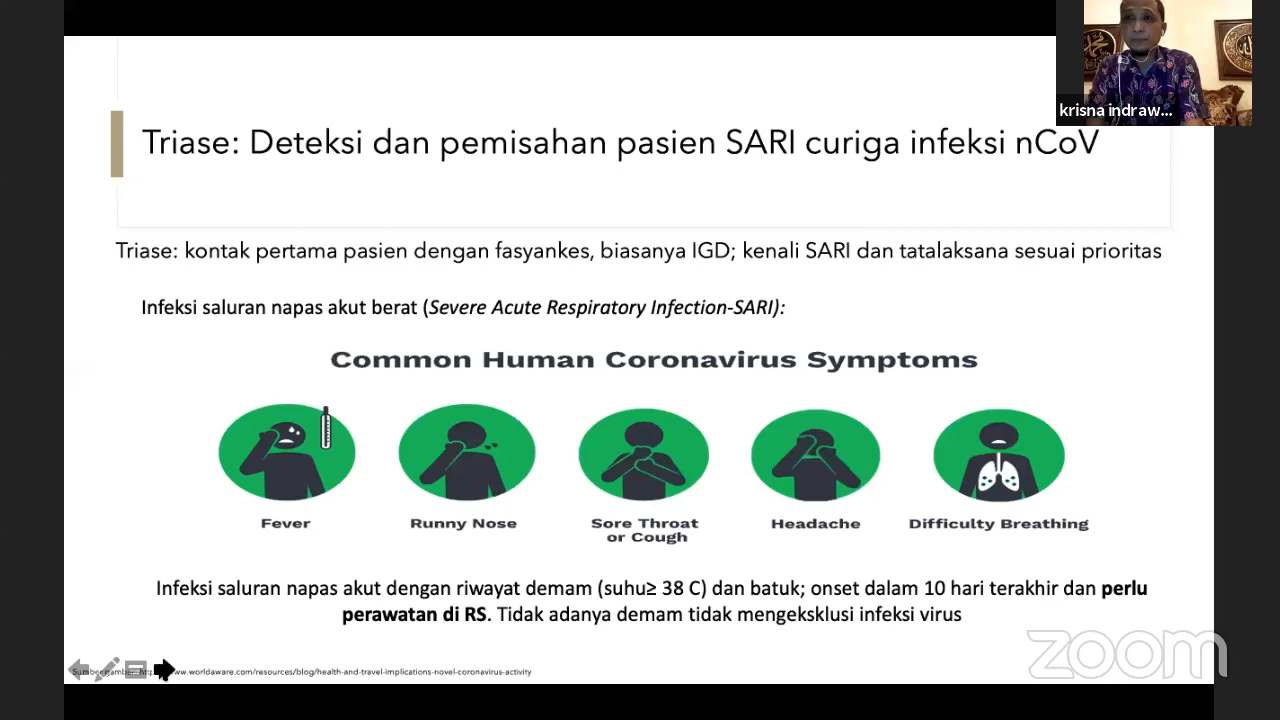 krisna indraw...
Triase: Deteksi dan pemisahan pasien SARI curiga infeksi nCoV
Triase: kontak pertama pasien dengan fasyankes, biasanya IGD; kenali SARI dan tatalaksana sesuai prioritas
Infeksi saluran napas akut berat (Severe Acute Respiratory Infection-SARI):
Common Human Coronavirus Symptoms
Fever
Runny Nose
Sore Throat
or Cough
Headache
Difficulty Breathing
Infeksi saluran napas akut dengan riwayat demam (suhu≥ 38 C) dan batuk; onset dalam 10 hari terakhir dan perlu
perawatan di RS. Tidak adanya demam tidak mengeksklusi infeksi virus
zoom
Sumber gambar: ww.worldaware.com/resources/blog/health-and-travel-implications-novel-coronavirus-activity